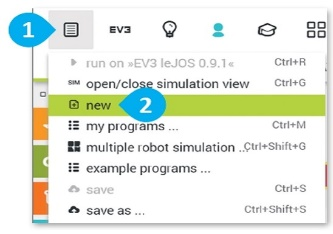 1 EV3
run on »EV3 leJOS 0.9.1« Ctrl+R
SIM open/close simulation view Ctrl+G
new 2
my programs ... Ctrl+M
multiple robot simulation ..Ctrl+Shift+G
example programs ...
save Ctrl+S
save as ... Ctrl+Shift+S